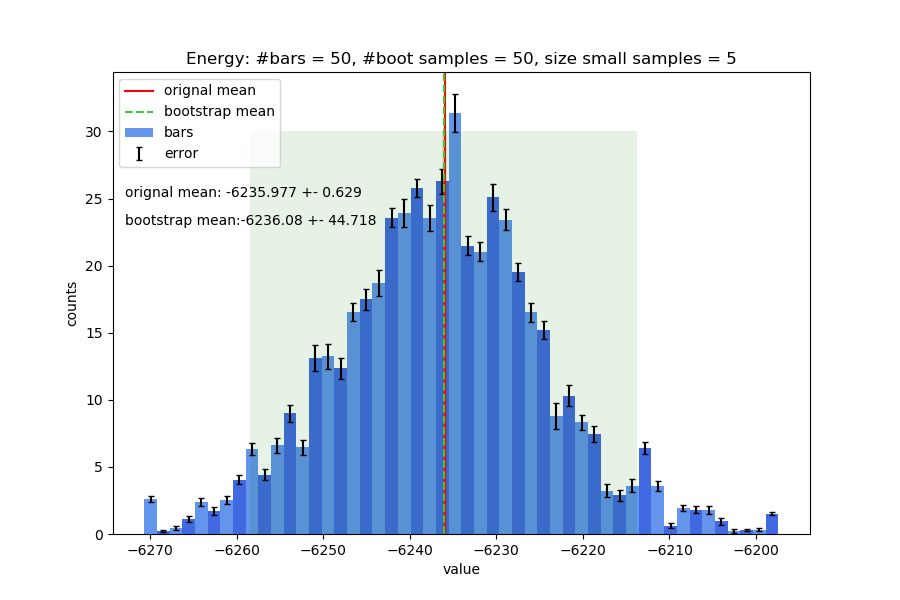 Energy: #bars = 50, #boot samples = 50, size small samples = 5
orignal mean
bootstrap mean
bars
error
orignal mean: -6235.977 +- 0.629
bootstrap mean:-6236.08 +- 44.718
counts
30
25
20
15
10
5
0
−6270 −6260 −6250 −6240 −6230 −6220 −6210 −6200
value